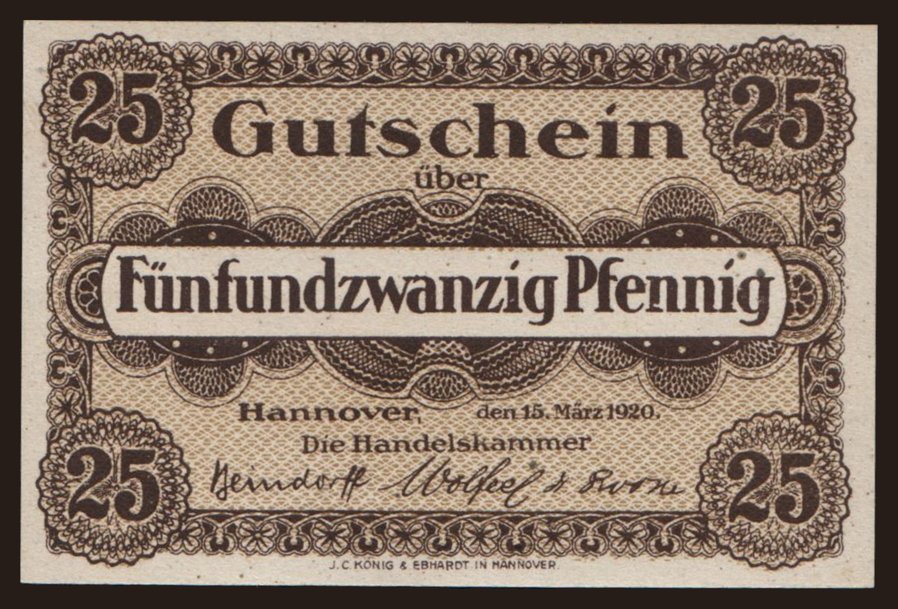 25 25
Gutschein
über
Fünfundzwanzig Pfennig
Hannover, den 15. März 1920.
Die Handelskammer
Beindorff
25 25
J.C. KÖNIG & EBHARDT IN HANNOVER.